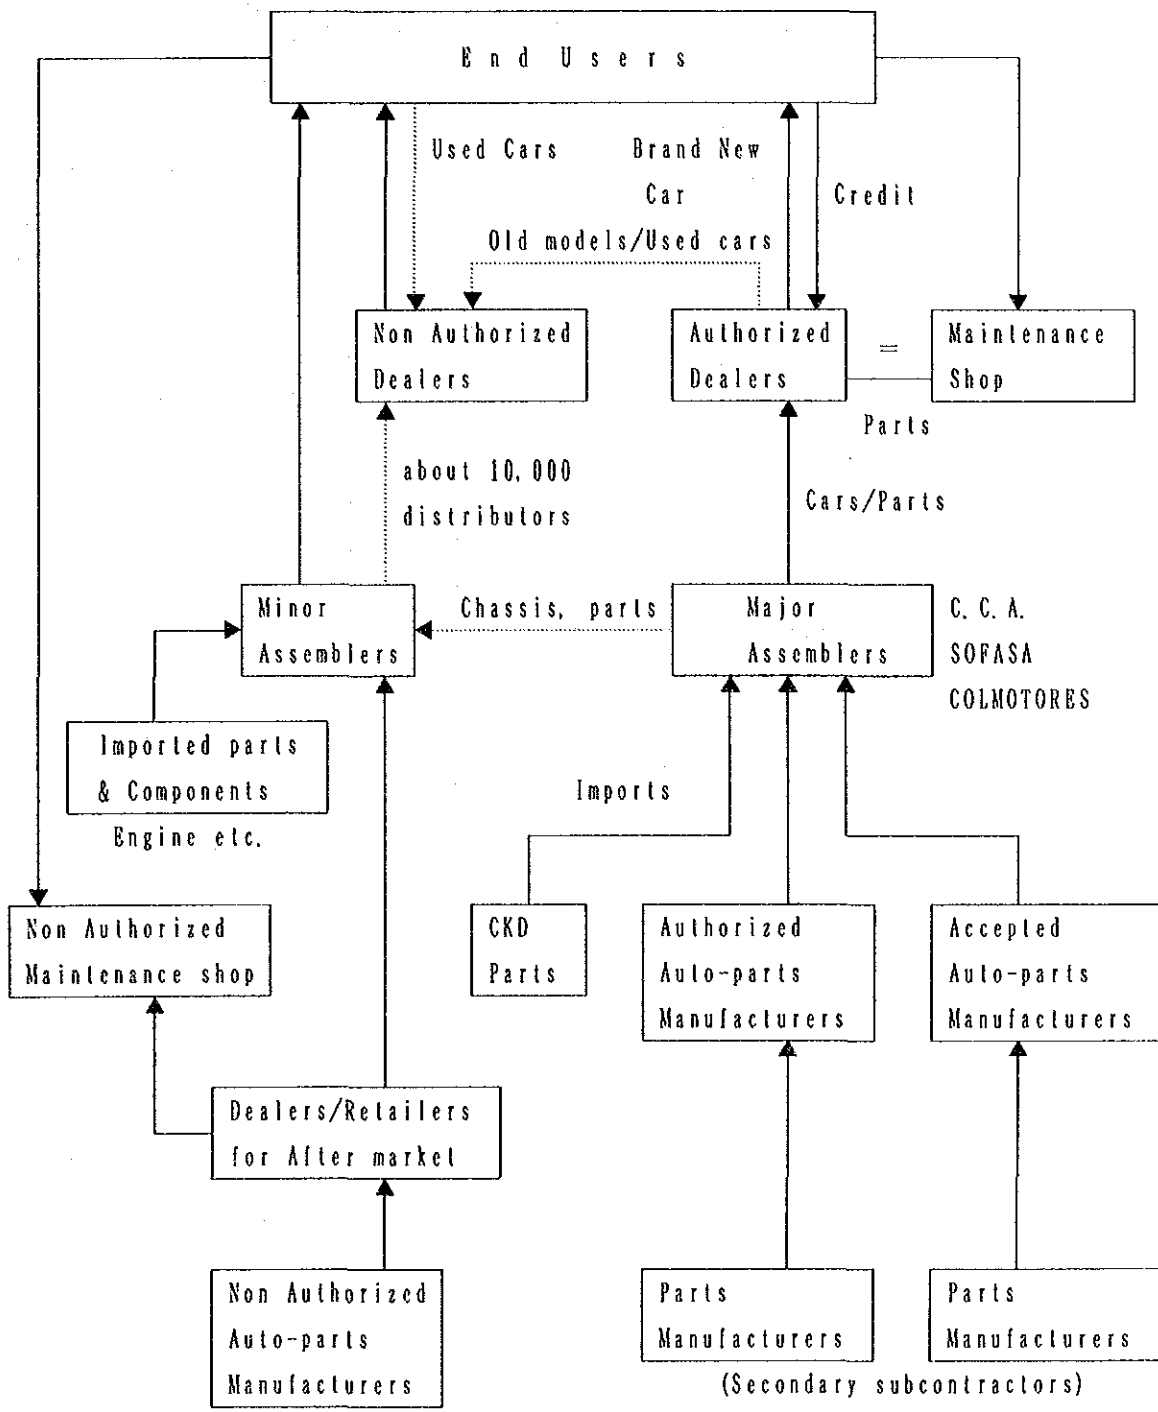 End Users
Used Cars
Brand New
Car
Credit
Old models/Used cars
Non Authorized
Dealers
Authorized
Dealers
=
Maintenance
Shop
Parts
about 10,000
distributors
Cars/Parts
Minor
Assemblers
Chassis, parts
Major
Assemblers
C. C. A.
SOFASA
COLMOTORES
Imported parts
& Components
Engine etc.
Imports
Non Authorized
Maintenance shop
CKD
Parts
Authorized
Auto-parts
Manufacturers
Accepted
Auto-parts
Manufacturers
Dealers/Retailers
for After market
Non Authorized
Auto-parts
Manufacturers
Parts
Manufacturers
Parts
Manufacturers
(Secondary subcontractors)